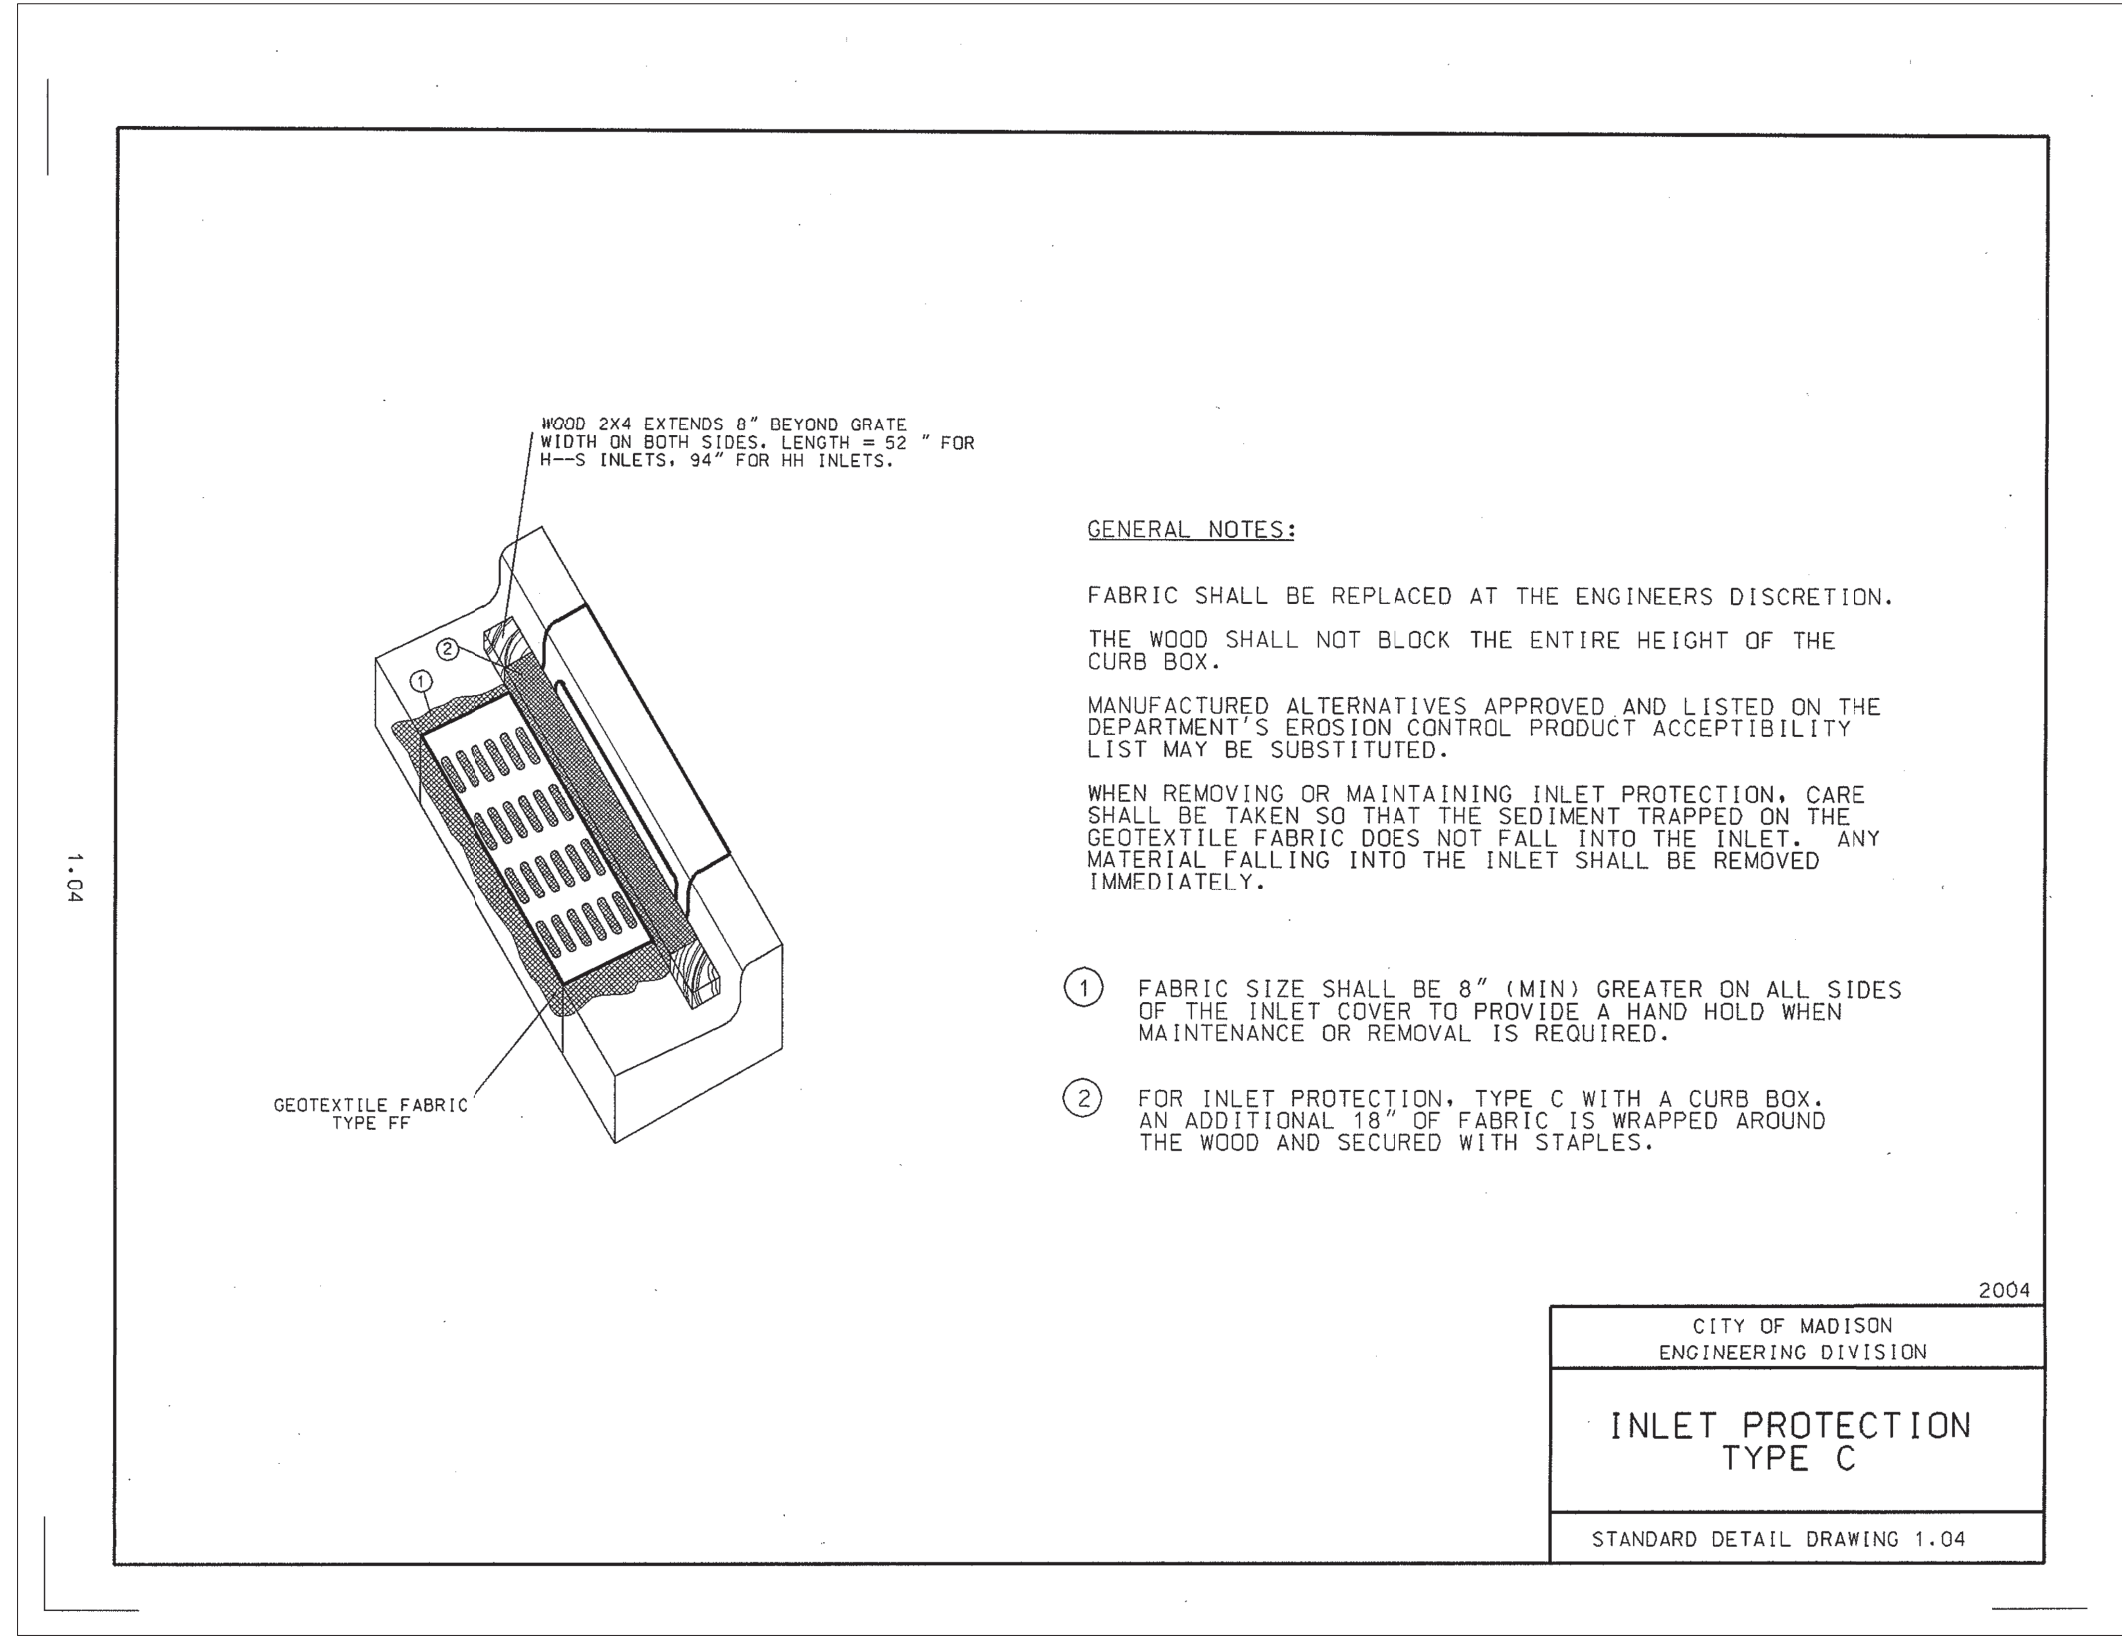 WOOD 2X4 EXTENDS 8" BEYOND GRATE
WIDTH ON BOTH SIDES. LENGTH = 52 " FOR
H--S INLETS, 94" FOR HH INLETS.
2
1
GEOTEXTILE FABRIC
TYPE FF
1.04
GENERAL NOTES:
FABRIC SHALL BE REPLACED AT THE ENGINEERS DISCRETION.
THE WOOD SHALL NOT BLOCK THE ENTIRE HEIGHT OF THE
CURB BOX.
MANUFACTURED ALTERNATIVES APPROVED AND LISTED ON THE
DEPARTMENT'S EROSION CONTROL PRODUCT ACCEPTIBILITY
LIST MAY BE SUBSTITUTED.
WHEN REMOVING OR MAINTAINING INLET PROTECTION, CARE
SHALL BE TAKEN SO THAT THE SEDIMENT TRAPPED ON THE
GEOTEXTILE FABRIC DOES NOT FALL INTO THE INLET. ANY
MATERIAL FALLING INTO THE INLET SHALL BE REMOVED
IMMEDIATELY.
1 FABRIC SIZE SHALL BE 8" (MIN) GREATER ON ALL SIDES
OF THE INLET COVER TO PROVIDE A HAND HOLD WHEN
MAINTENANCE OR REMOVAL IS REQUIRED.
2 FOR INLET PROTECTION, TYPE C WITH A CURB BOX.
AN ADDITIONAL 18" OF FABRIC IS WRAPPED AROUND
THE WOOD AND SECURED WITH STAPLES.
2004
CITY OF MADISON
ENGINEERING DIVISION
INLET PROTECTION
TYPE C
STANDARD DETAIL DRAWING 1.04